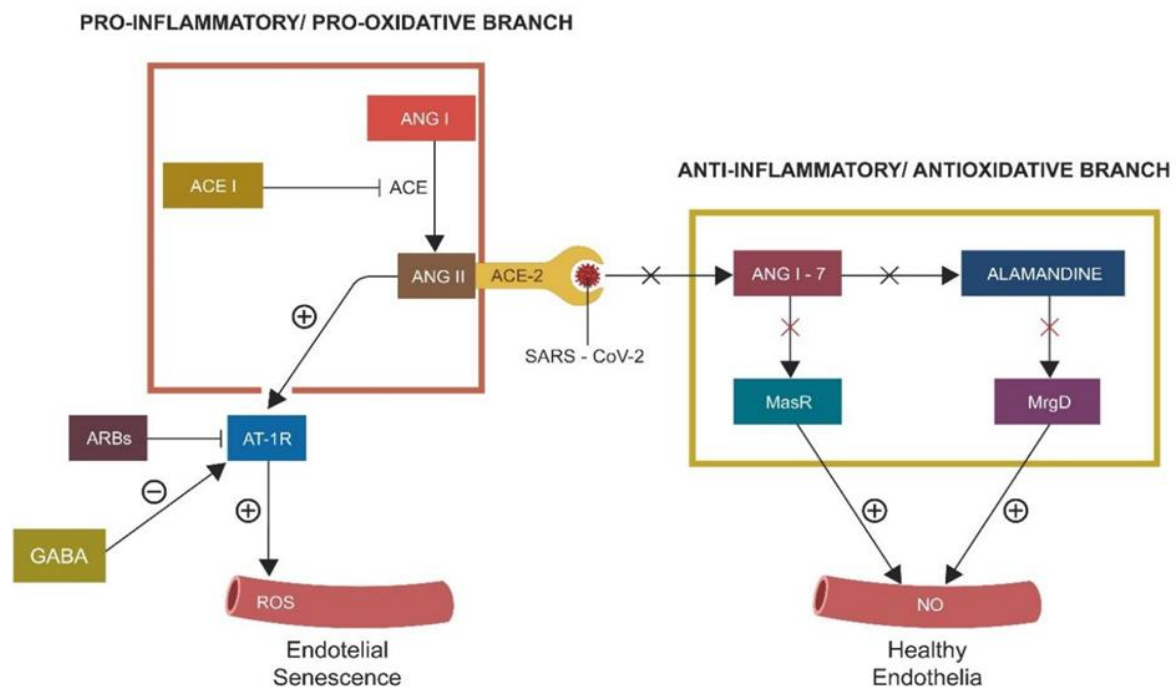 PRO-INFLAMMATORY/ PRO-OXIDATIVE BRANCH
ANG I
ACE I
ACE
ANG II
ACE-2
SARS - CoV-2
+
ARBs
AT-1R
−
+
GABA
ROS
Endotelial
Senescence
ANTI-INFLAMMATORY/ ANTIOXIDATIVE BRANCH
ANG I - 7
ALAMANDINE
MasR
MrgD
+
+
NO
Healthy
Endothelia